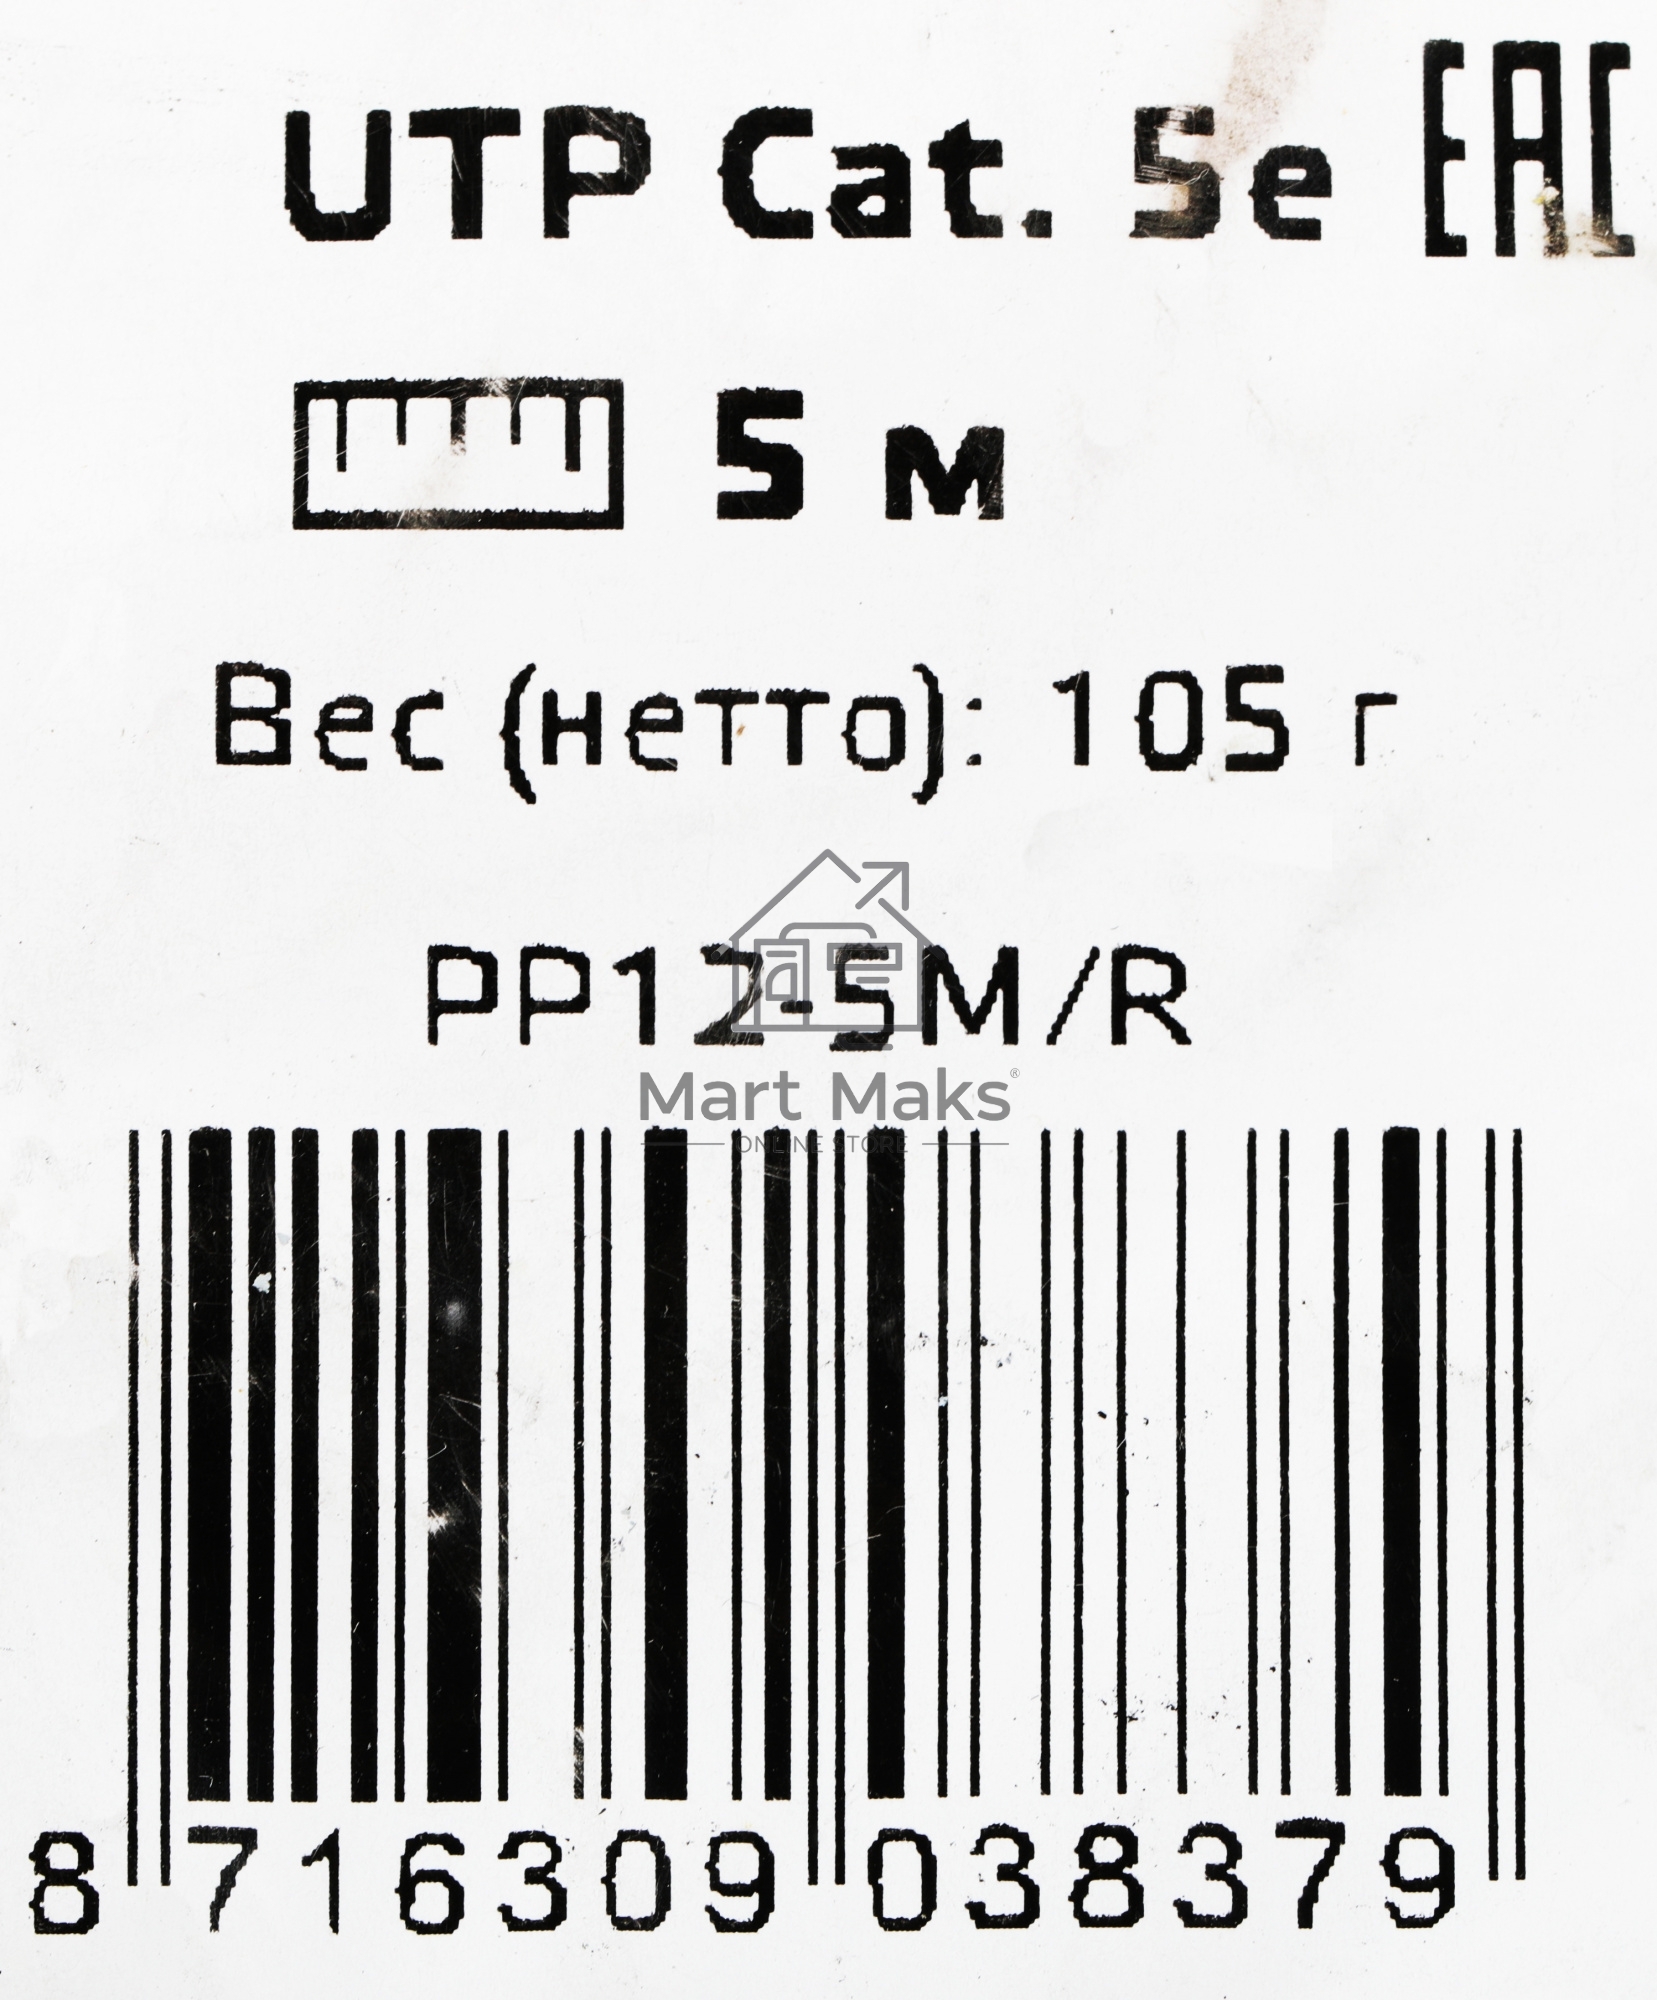 UTP Cat. 5e EAC
5 м
Вес (нетто): 105 г
PP12-5M/R
Mart Maks®
ONLINE STORE
8 716309 038379